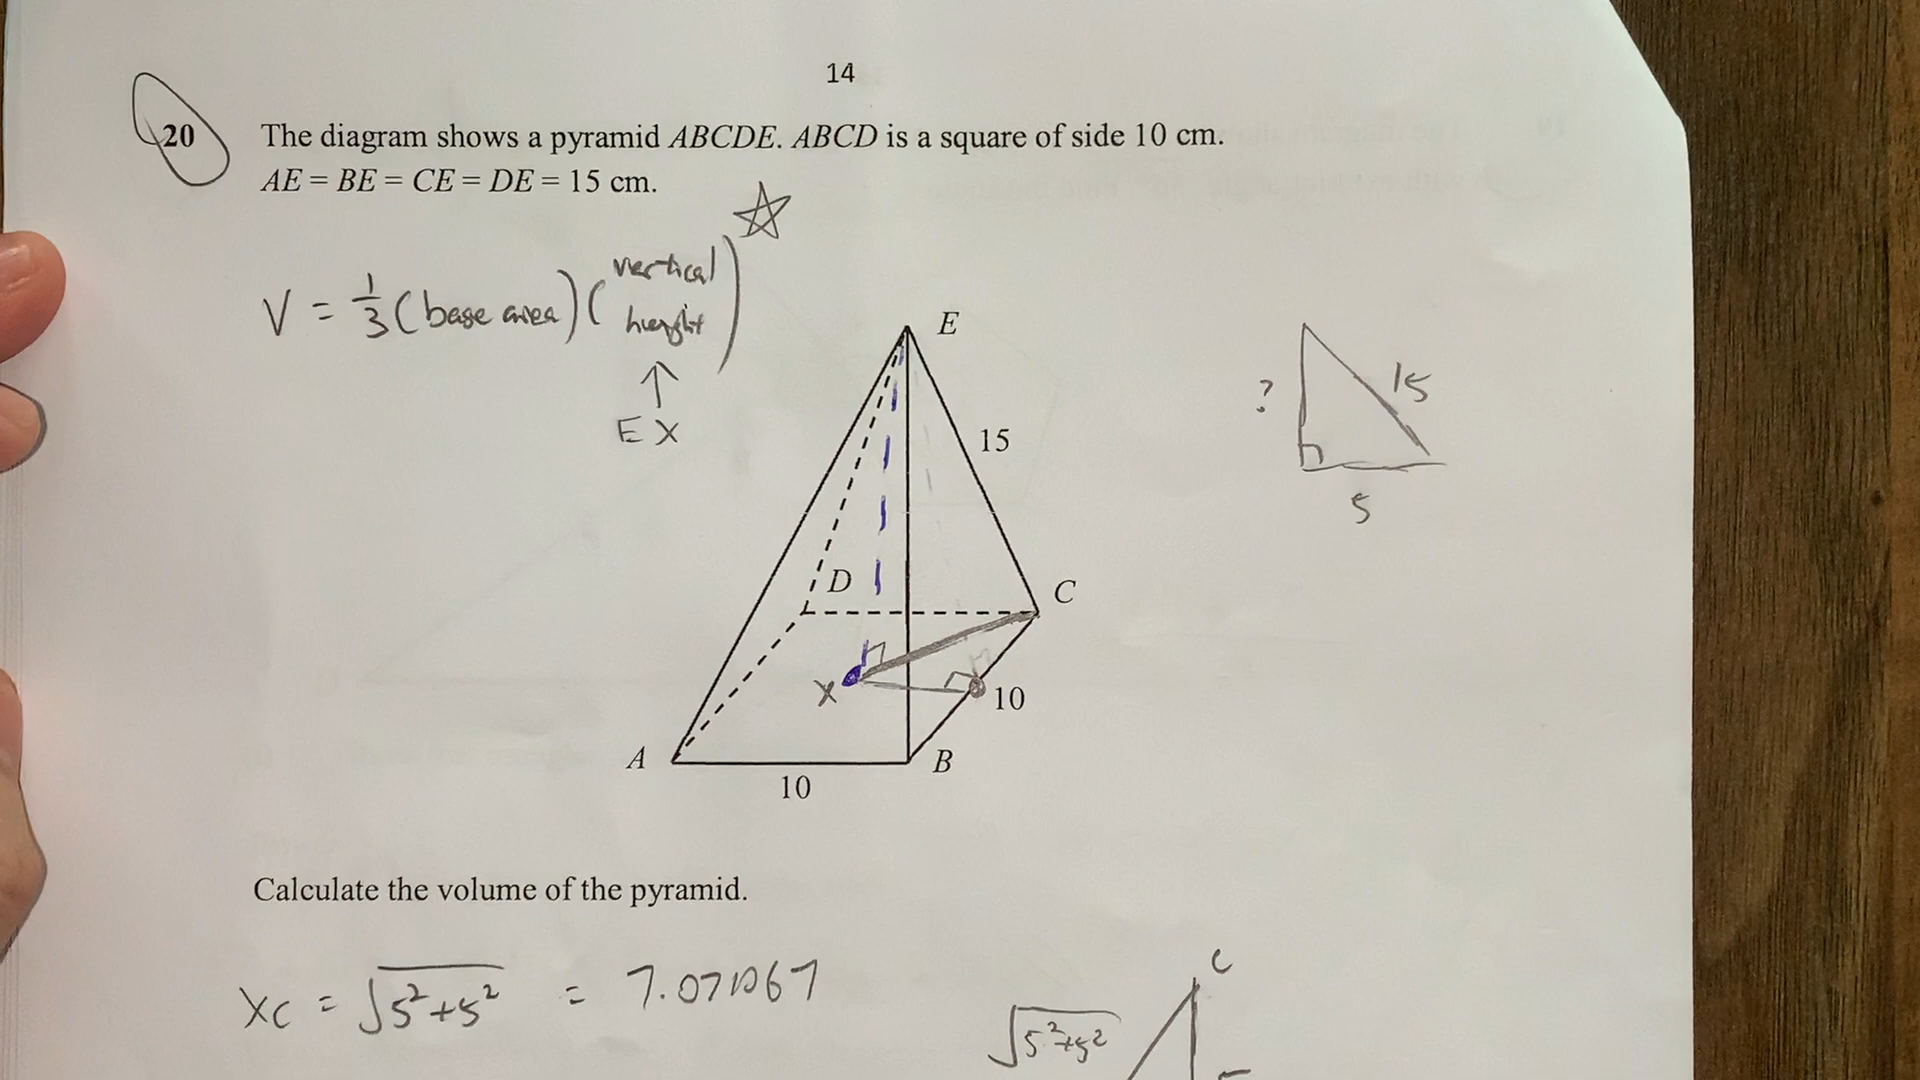 14
20 The diagram shows a pyramid ABCDE. ABCD is a square of side 10 cm.
AE = BE = CE = DE = 15 cm.
V = 1/3 (base area) (vertical height)
↑
EX
E
15
? 15
5
D
C
X
10
A
B
10
Calculate the volume of the pyramid.
XC = √5²+5² = 7.071067
C
√5²+5²